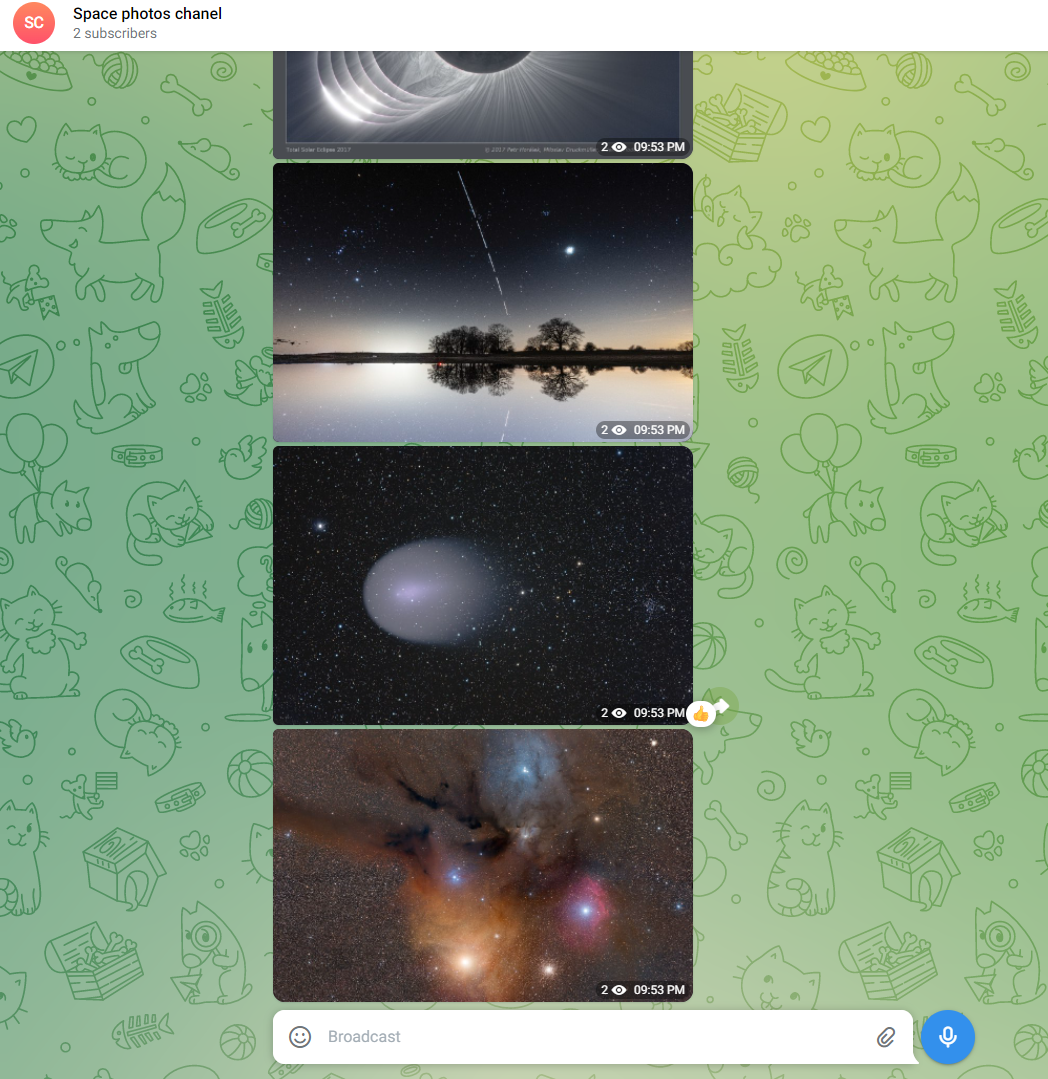 SC
Space photos chanel
2 subscribers
Total Solar Eclipse 2017
© 2017 Petr Horálek, Miloslav Druckmüller
2 09:53 PM
2 09:53 PM
2 09:53 PM
2 09:53 PM
Broadcast